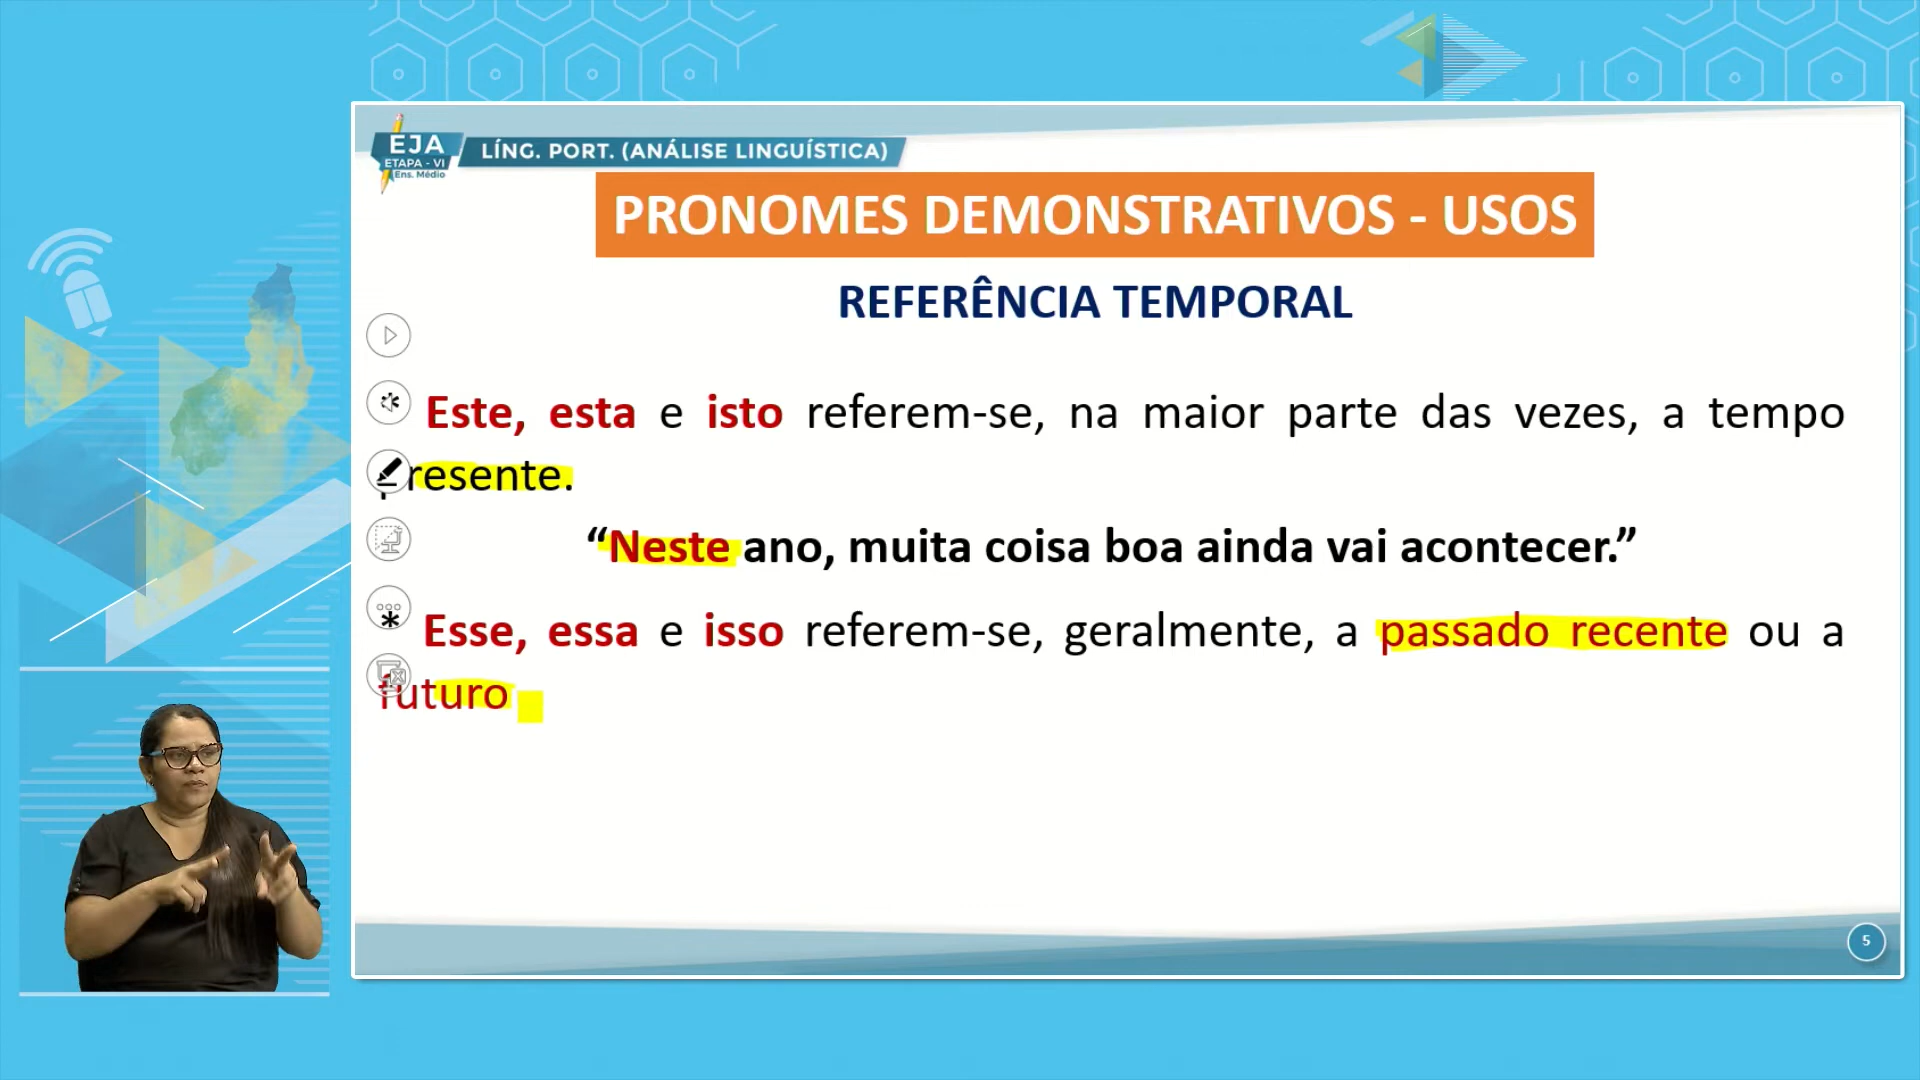 EJA
ETAPA - VI
Ens. Médio
LÍNG. PORT. (ANÁLISE LINGUÍSTICA)
PRONOMES DEMONSTRATIVOS - USOS
REFERÊNCIA TEMPORAL
* Este, esta e isto referem-se, na maior parte das vezes, a tempo
presente.
“Neste ano, muita coisa boa ainda vai acontecer.”
* Esse, essa e isso referem-se, geralmente, a passado recente ou a
futuro
5